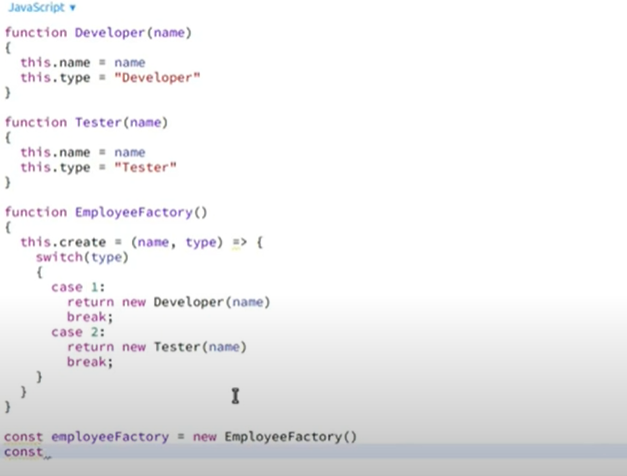 JavaScript ▾
function Developer(name)
{
  this.name = name
  this.type = "Developer"
}
function Tester(name)
{
  this.name = name
  this.type = "Tester"
}
function EmployeeFactory()
{
  this.create = (name, type) => {
    switch(type)
    {
      case 1:
        return new Developer(name)
        break;
      case 2:
        return new Tester(name)
        break;
    }
  }
}
const employeeFactory = new EmployeeFactory()
const